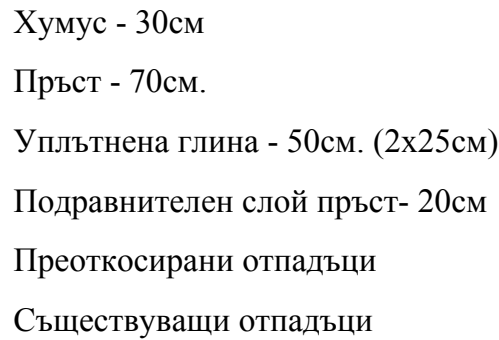 Хумус - 30см
Пръст - 70см.
Уплътнена глина - 50см. (2х25см)
Подравнителен слой пръст- 20см
Преоткосирани отпадъци
Съществуващи отпадъци